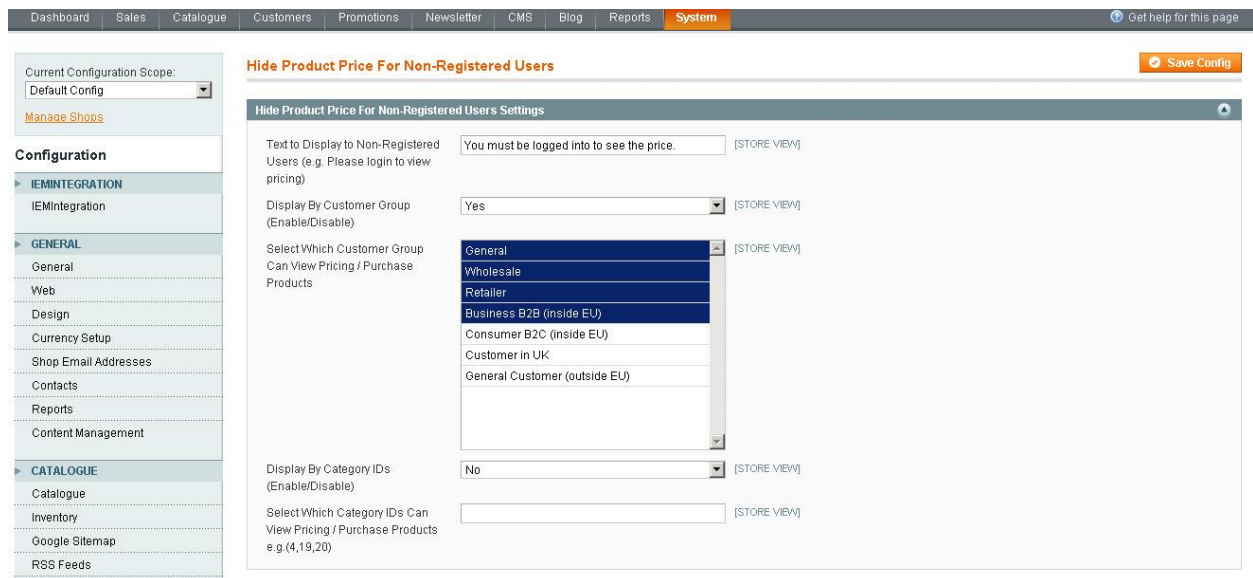 Dashboard Sales Catalogue Customers Promotions Newsletter CMS Blog Reports System Get help for this page
Current Configuration Scope:
Default Config
Manage Shops
Configuration
IEMINTEGRATION
IEMIntegration
GENERAL
General
Web
Design
Currency Setup
Shop Email Addresses
Contacts
Reports
Content Management
CATALOGUE
Catalogue
Inventory
Google Sitemap
RSS Feeds
Hide Product Price For Non-Registered Users Save Config
Hide Product Price For Non-Registered Users Settings
Text to Display to Non-Registered
Users (e.g. Please login to view
pricing)
You must be logged into to see the price. [STORE VIEW]
Display By Customer Group
(Enable/Disable)
Yes [STORE VIEW]
Select Which Customer Group
Can View Pricing / Purchase
Products
General [STORE VIEW]
Wholesale
Retailer
Business B2B (inside EU)
Consumer B2C (inside EU)
Customer in UK
General Customer (outside EU)
Display By Category IDs
(Enable/Disable)
No [STORE VIEW]
Select Which Category IDs Can
View Pricing / Purchase Products
e.g.(4,19,20)
[STORE VIEW]